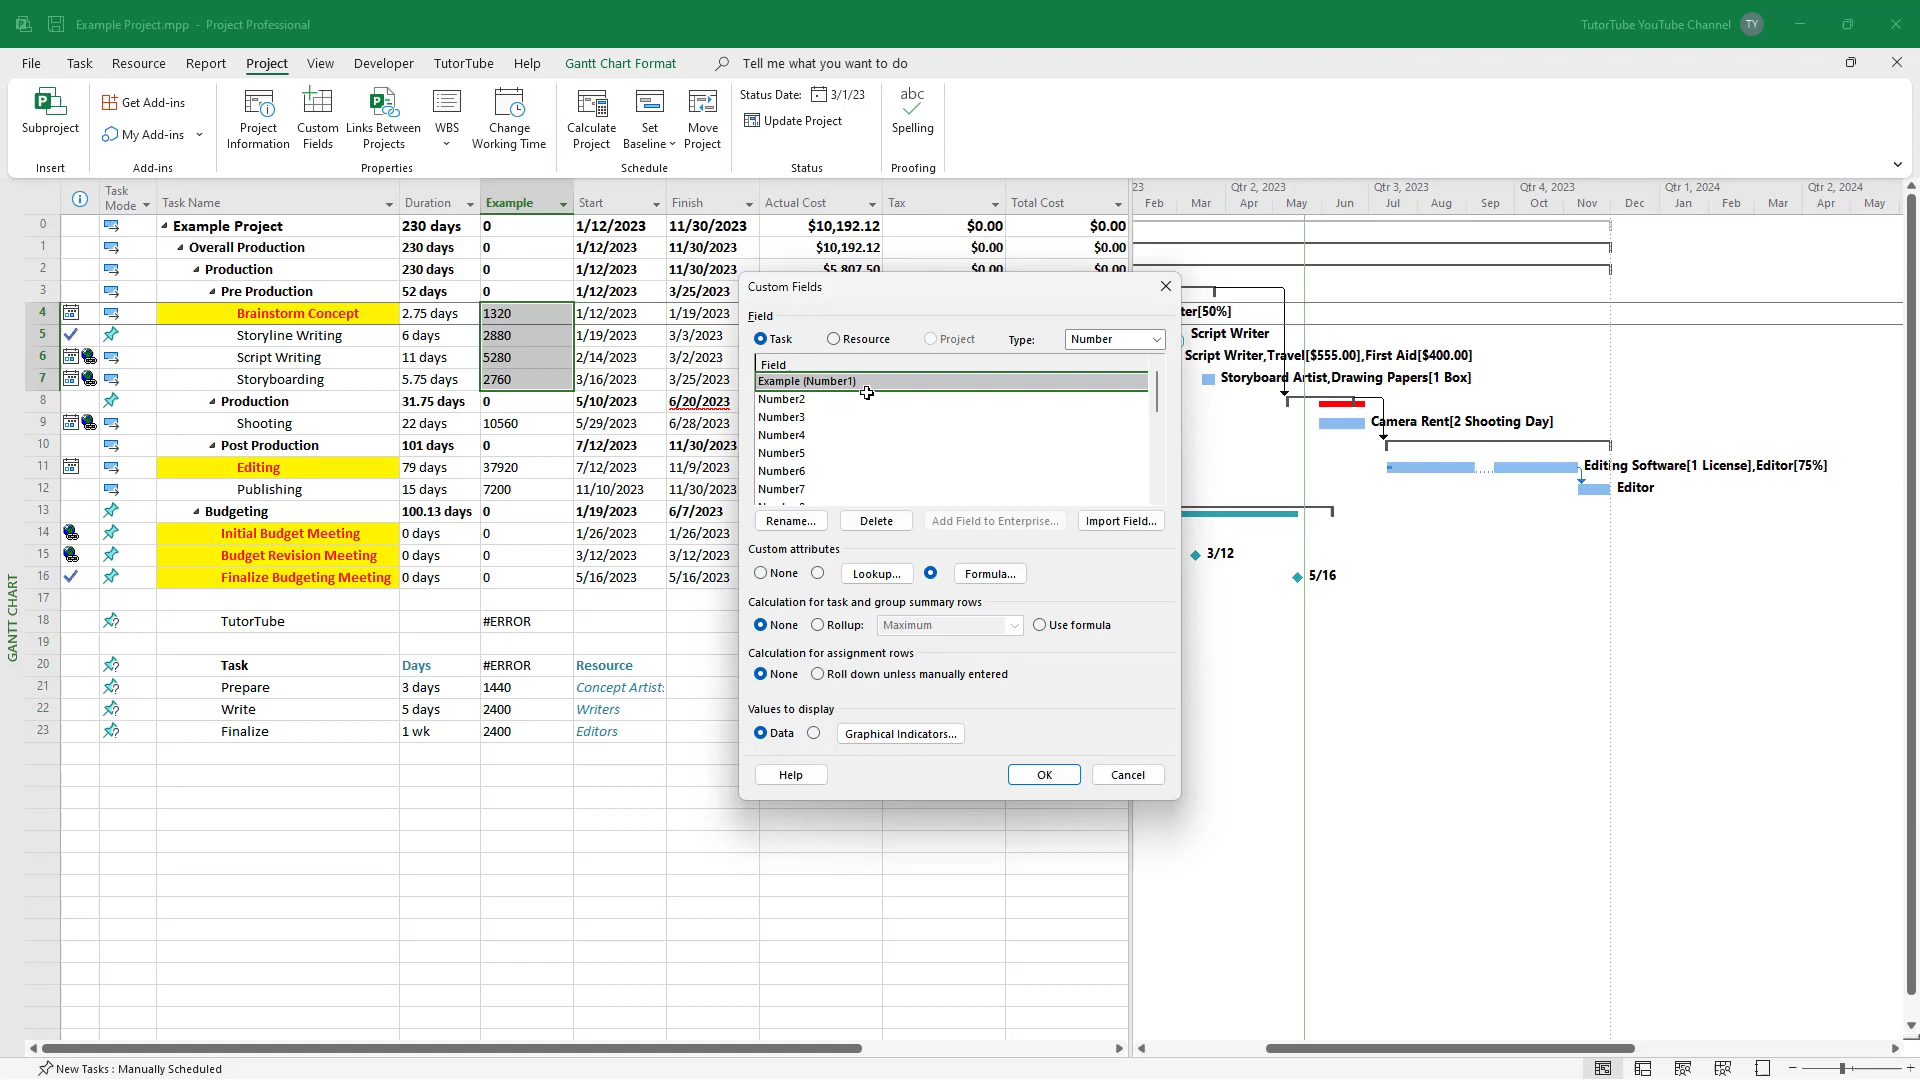 Example Project.mpp - Project Professional
TutorTube YouTube Channel TY
File Task Resource Report Project View Developer TutorTube Help Gantt Chart Format Tell me what you want to do
Subproject
Insert
Get Add-ins
My Add-ins
Add-ins
Project Information
Custom Fields
Links Between Projects
WBS
Change Working Time
Properties
Calculate Project
Set Baseline
Move Project
Schedule
Status Date: 3/1/23
Update Project
Status
abc
Spelling
Proofing
Task Mode Task Name Duration Example Start Finish Actual Cost Tax Total Cost
0 Example Project 230 days 0 1/12/2023 11/30/2023 $10,192.12 $0.00 $0.00
1 Overall Production 230 days 0 1/12/2023 11/30/2023 $10,192.12 $0.00 $0.00
2 Production 230 days 0 1/12/2023 11/30/2023 $5,807.50 $0.00 $0.00
3 Pre Production 52 days 0 1/12/2023 3/25/2023
4 Brainstorm Concept 2.75 days 1320 1/12/2023 1/19/2023
5 Storyline Writing 6 days 2880 1/19/2023 3/3/2023
6 Script Writing 11 days 5280 2/14/2023 3/2/2023
7 Storyboarding 5.75 days 2760 3/16/2023 3/25/2023
8 Production 31.75 days 0 5/10/2023 6/20/2023
9 Shooting 22 days 10560 5/29/2023 6/28/2023
10 Post Production 101 days 0 7/12/2023 11/30/2023
11 Editing 79 days 37920 7/12/2023 11/9/2023
12 Publishing 15 days 7200 11/10/2023 11/30/2023
13 Budgeting 100.13 days 0 1/19/2023 6/7/2023
14 Initial Budget Meeting 0 days 0 1/26/2023 1/26/2023
15 Budget Revision Meeting 0 days 0 3/12/2023 3/12/2023
16 Finalize Budgeting Meeting 0 days 0 5/16/2023 5/16/2023
17
18 TutorTube #ERROR
19
20 Task Days #ERROR Resource
21 Prepare 3 days 1440 Concept Artist
22 Write 5 days 2400 Writers
23 Finalize 1 wk 2400 Editors
GANTT CHART
Custom Fields
Field
Task Resource Project Type: Number
Field
Example (Number1)
Number2
Number3
Number4
Number5
Number6
Number7
Rename... Delete Add Field to Enterprise... Import Field...
Custom attributes
None Lookup... Formula...
Calculation for task and group summary rows
None Rollup: Maximum Use formula
Calculation for assignment rows
None Roll down unless manually entered
Values to display
Data Graphical Indicators...
Help OK Cancel
23 Qtr 2, 2023 Qtr 3, 2023 Qtr 4, 2023 Qtr 1, 2024 Qtr 2, 2024
Feb Mar Apr May Jun Jul Aug Sep Oct Nov Dec Jan Feb Mar Apr May
ter[50%]
Script Writer
Script Writer,Travel[$555.00],First Aid[$400.00]
Storyboard Artist,Drawing Papers[1 Box]
Camera Rent[2 Shooting Day]
Editing Software[1 License],Editor[75%]
Editor
3/12
5/16
New Tasks : Manually Scheduled